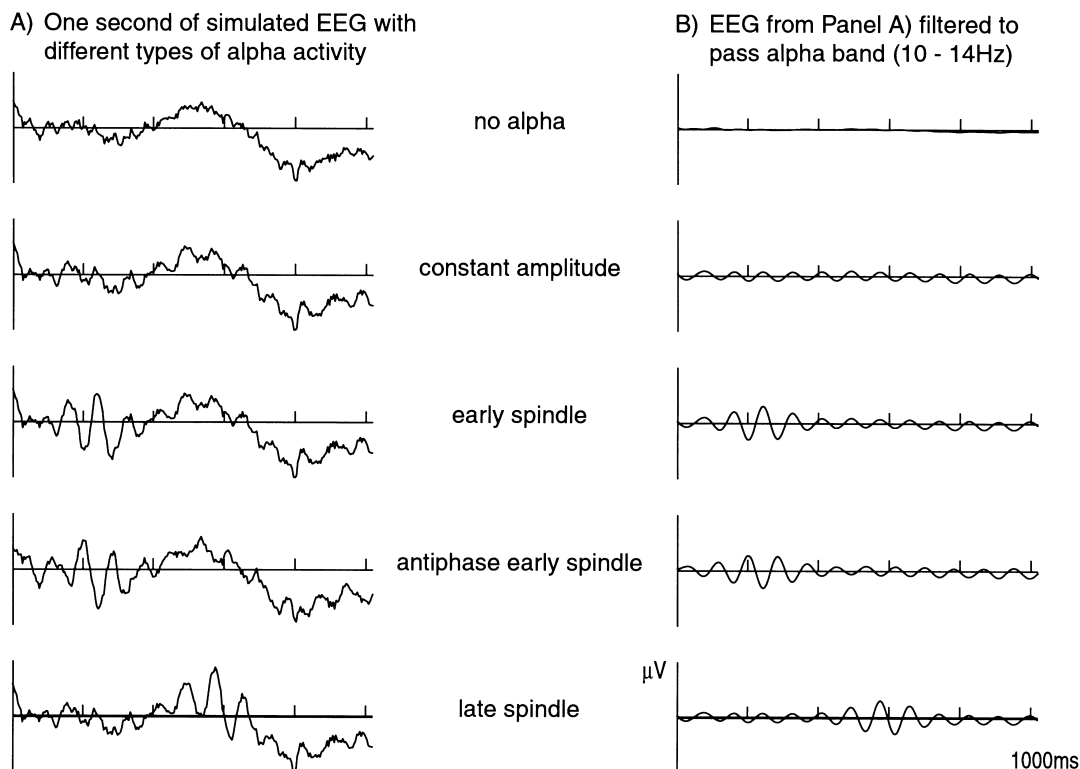 A) One second of simulated EEG with
different types of alpha activity
B) EEG from Panel A) filtered to
pass alpha band (10 - 14Hz)
no alpha
constant amplitude
early spindle
antiphase early spindle
late spindle
µV
1000ms